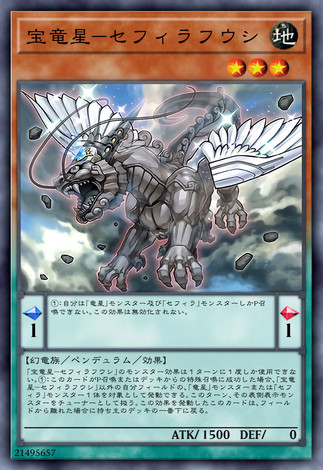 宝竜星－セフィラフウシ
地
①:自分は「竜星」モンスター及び「セフィラ」モンスターしかP召
喚できない。この効果は無効化されない。
1
1
【幻竜族／ペンデュラム／効果】
「宝竜星－セフィラフウシ」のモンスター効果は1ターンに1度しか使用できな
い。①:このカードがP召喚またはデッキからの特殊召喚に成功した場合、「宝竜
星－セフィラフウシ」以外の自分フィールドの、「竜星」モンスターまたは「セフ
ィラ」モンスター1体を対象として発動できる。このターン、その表側表示モン
スターをチューナーとして扱う。この効果を発動したこのカードは、フィール
ドから離れた場合に持ち主のデッキの一番下に戻る。
ATK/1500 DEF/ 0
21495657